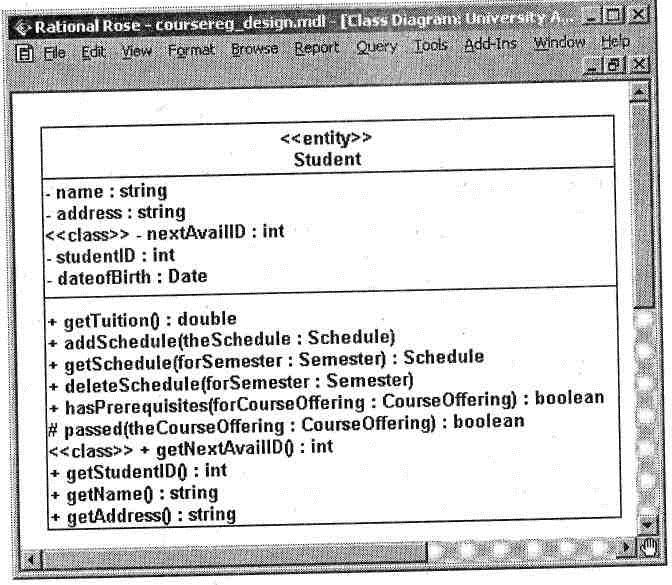 Rational Rose - coursereg_design.mdl - [Class Diagram: University A...
File Edit View Format Browse Report Query Tools Add-Ins Window Help
<<entity>>
Student
- name : string
- address : string
<<class>> - nextAvailID : int
- studentID : int
- dateofBirth : Date
+ getTuition() : double
+ addSchedule(theSchedule : Schedule)
+ getSchedule(forSemester : Semester) : Schedule
+ deleteSchedule(forSemester : Semester)
+ hasPrerequisites(forCourseOffering : CourseOffering) : boolean
# passed(theCourseOffering : CourseOffering) : boolean
<<class>> + getNextAvailID() : int
+ getStudentID() : int
+ getName() : string
+ getAddress() : string